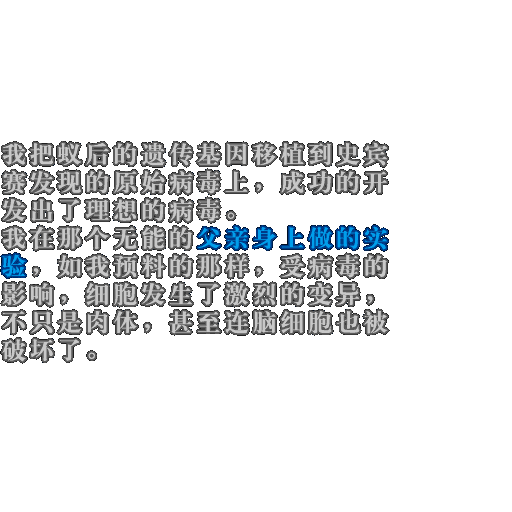 我把蚁后的遗传基因移植到史宾
赛发现的原始病毒上，成功的开
发出了理想的病毒。
我在那个无能的父亲身上做的实
验，如我预料的那样，受病毒的
影响，细胞发生了激烈的变异，
不只是肉体，甚至连脑细胞也被
破坏了。